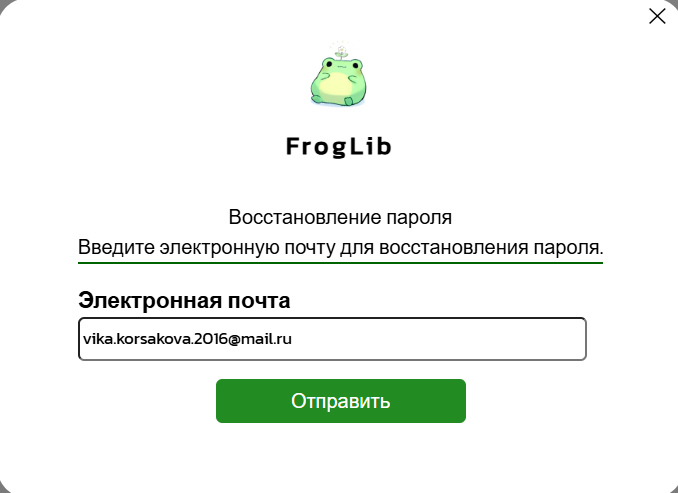 FrogLib
Восстановление пароля
Введите электронную почту для восстановления пароля.
Электронная почта
vika.korsakova.2016@mail.ru
Отправить